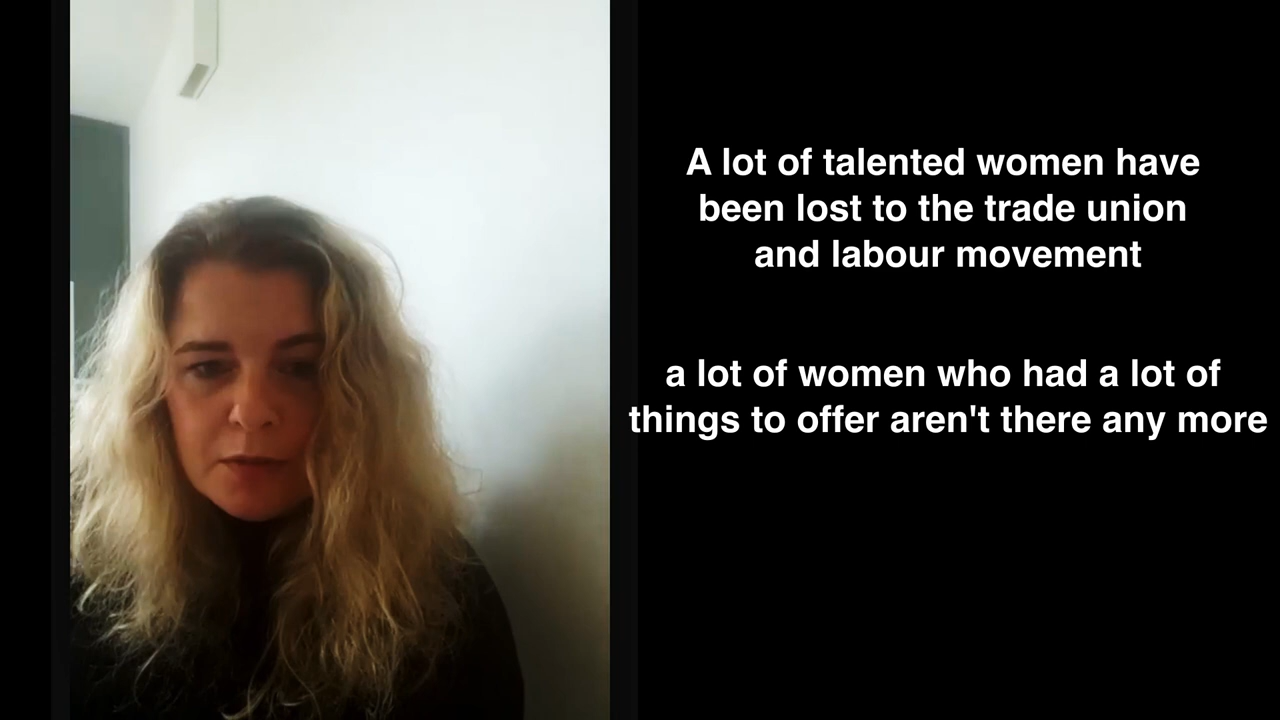 A lot of talented women have
been lost to the trade union
and labour movement
a lot of women who had a lot of
things to offer aren't there any more